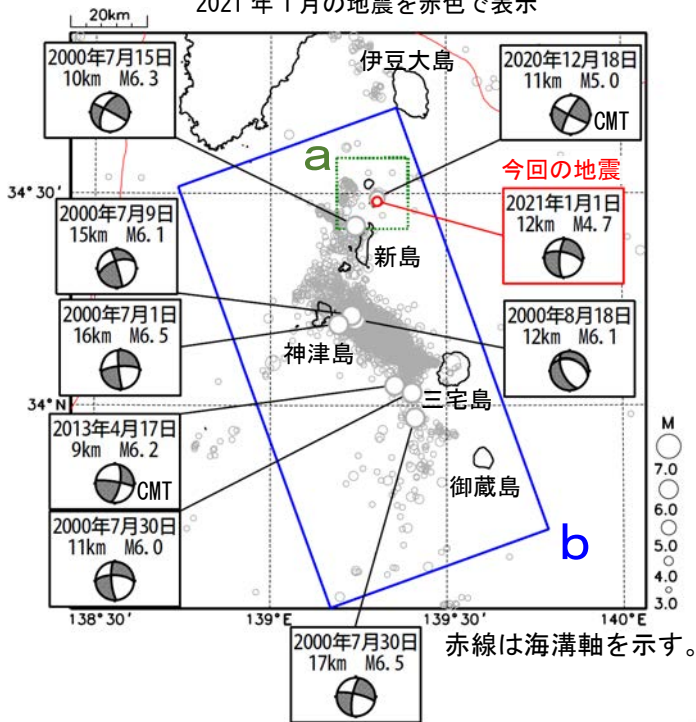 2021 年 1 月の地震を赤色で表示
20km
2000年7月15日
10km M6.3
伊豆大島
2020年12月18日
11km M5.0
CMT
a
今回の地震
34°30'
2021年1月1日
12km M4.7
2000年7月9日
15km M6.1
新島
2000年7月1日
16km M6.5
神津島
2000年8月18日
12km M6.1
34°N
三宅島
2013年4月17日
9km M6.2
CMT
御蔵島
2000年7月30日
11km M6.0
b
M
7.0
6.0
5.0
4.0
3.0
138°30'
139°E
139°30'
140°E
2000年7月30日
17km M6.5
赤線は海溝軸を示す。